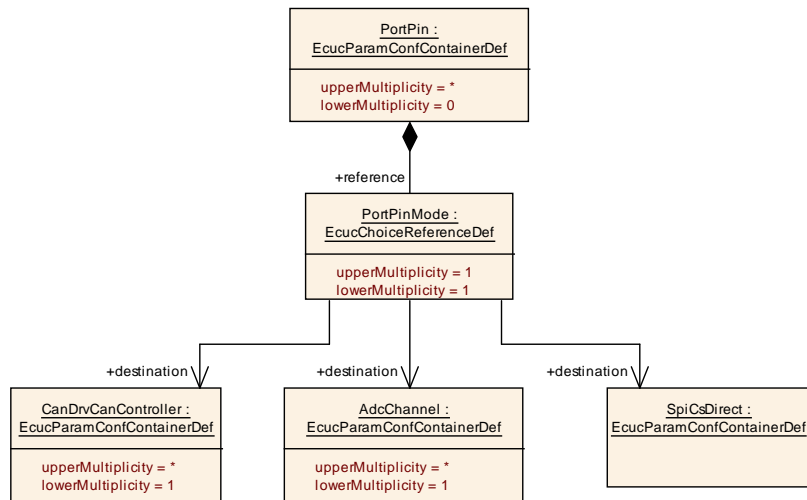 PortPin :
EcucParamConfContainerDef
upperMultiplicity = *
lowerMultiplicity = 0
+reference
PortPinMode :
EcucChoiceReferenceDef
upperMultiplicity = 1
lowerMultiplicity = 1
+destination
+destination
+destination
CanDrvCanController :
EcucParamConfContainerDef
upperMultiplicity = *
lowerMultiplicity = 1
AdcChannel :
EcucParamConfContainerDef
upperMultiplicity = *
lowerMultiplicity = 1
SpiCsDirect :
EcucParamConfContainerDef